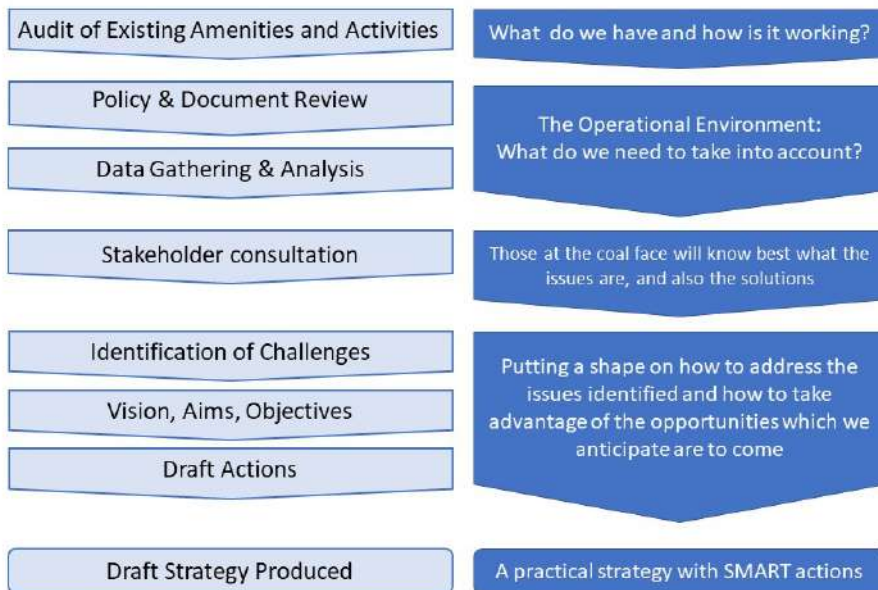 Audit of Existing Amenities and Activities
What do we have and how is it working?
Policy & Document Review
Data Gathering & Analysis
The Operational Environment:
What do we need to take into account?
Stakeholder consultation
Those at the coal face will know best what the
issues are, and also the solutions
Identification of Challenges
Vision, Aims, Objectives
Draft Actions
Putting a shape on how to address the
issues identified and how to take
advantage of the opportunities which we
anticipate are to come
Draft Strategy Produced
A practical strategy with SMART actions